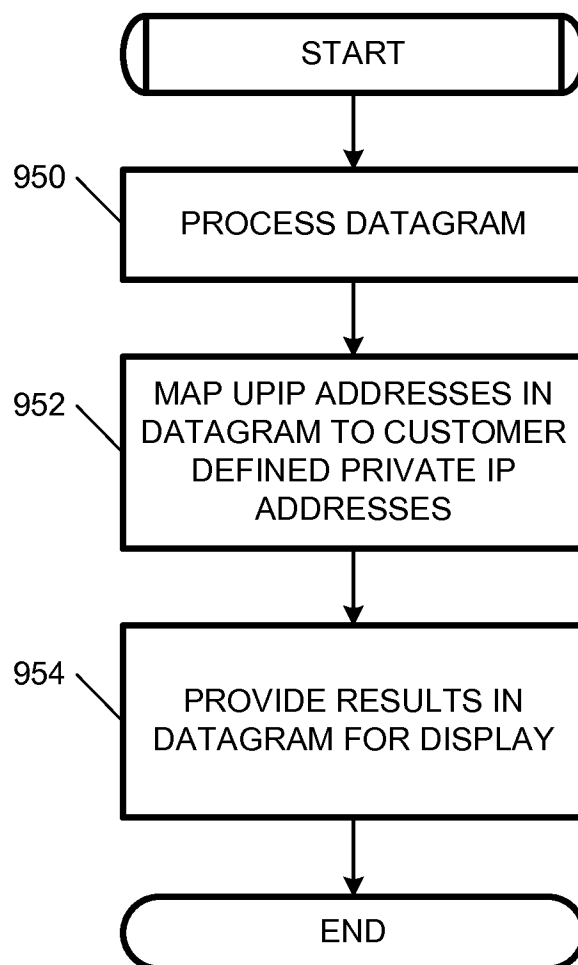 START
950
PROCESS DATAGRAM
952
MAP UPIP ADDRESSES IN
DATAGRAM TO CUSTOMER
DEFINED PRIVATE IP
ADDRESSES
954
PROVIDE RESULTS IN
DATAGRAM FOR DISPLAY
END